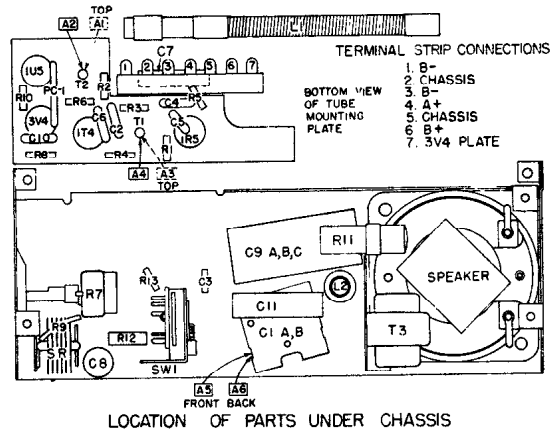 TOP
A2
A1
L1
C7
TERMINAL STRIP CONNECTIONS
1. B-
2. CHASSIS
3. B-
4. A+
5. CHASSIS
6. B+
7. 3V4 PLATE
BOTTOM VIEW
OF TUBE
MOUNTING
PLATE
1 2 3 4 5 6 7
1U5
T2
R2
PC-1
R10
R6
R3
C4
R5
3V4
C6
C2
T1
C5
1R5
1T4
C10
R8
R4
R1
A4
A3
TOP
C9 A,B,C
R11
SPEAKER
R13
C3
L2
R7
C11
R9
C1 A,B
T3
SR
R12
C8
SW1
A5
A6
FRONT BACK
LOCATION OF PARTS UNDER CHASSIS